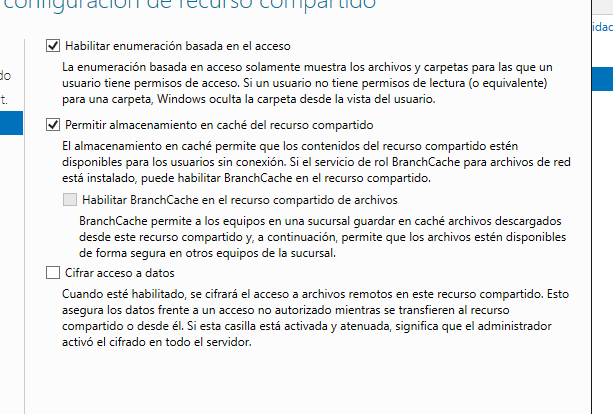 configuración de recurso compartido
idad
Habilitar enumeración basada en el acceso
La enumeración basada en acceso solamente muestra los archivos y carpetas para las que un
usuario tiene permisos de acceso. Si un usuario no tiene permisos de lectura (o equivalente)
para una carpeta, Windows oculta la carpeta desde la vista del usuario.
do
t.
Permitir almacenamiento en caché del recurso compartido
El almacenamiento en caché permite que los contenidos del recurso compartido estén
disponibles para los usuarios sin conexión. Si el servicio de rol BranchCache para archivos de red
está instalado, puede habilitar BranchCache en el recurso compartido.
Habilitar BranchCache en el recurso compartido de archivos
BranchCache permite a los equipos en una sucursal guardar en caché archivos descargados
desde este recurso compartido y, a continuación, permite que los archivos estén disponibles
de forma segura en otros equipos de la sucursal.
Cifrar acceso a datos
Cuando esté habilitado, se cifrará el acceso a archivos remotos en este recurso compartido. Esto
asegura los datos frente a un acceso no autorizado mientras se transfieren al recurso
compartido o desde él. Si esta casilla está activada y atenuada, significa que el administrador
activó el cifrado en todo el servidor.